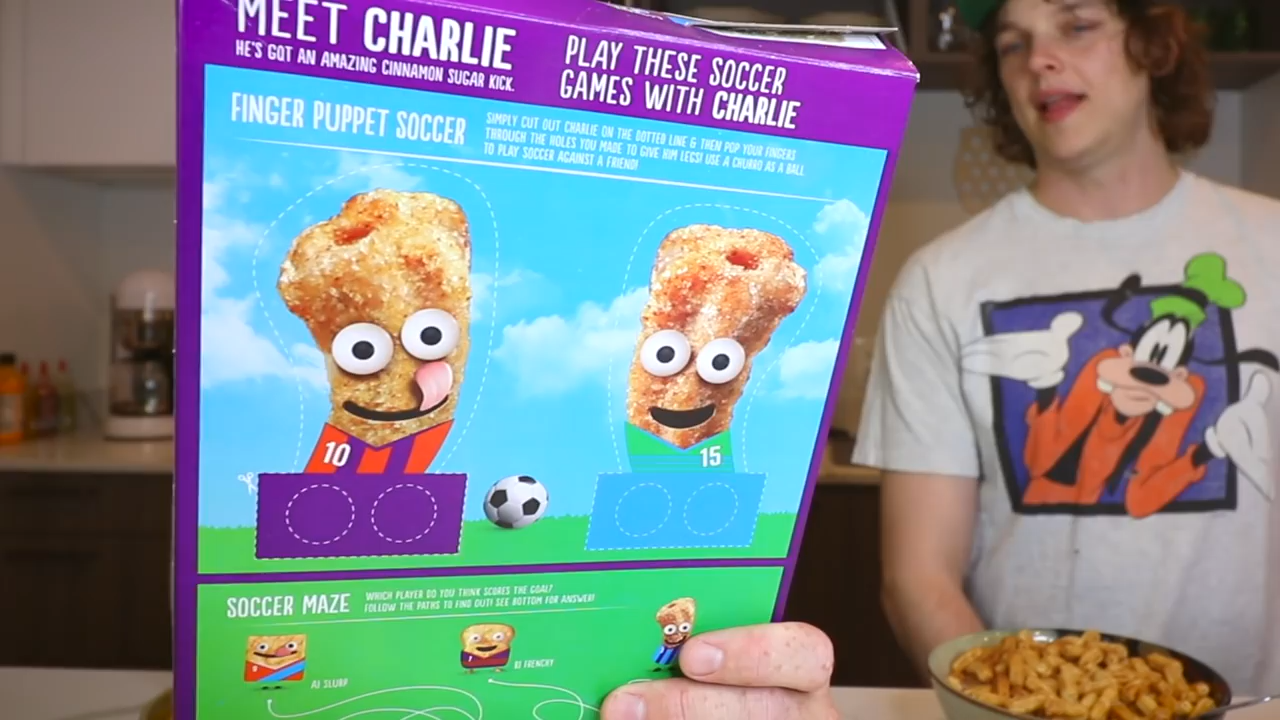 MEET CHARLIE
HE'S GOT AN AMAZING CINNAMON SUGAR KICK.
PLAY THESE SOCCER
GAMES WITH CHARLIE
FINGER PUPPET SOCCER
SIMPLY CUT OUT CHARLIE ON THE DOTTED LINE & THEN POP YOUR FINGERS
THROUGH THE HOLES YOU MADE TO GIVE HIM LEGS! USE A CHURRO AS A BALL
TO PLAY SOCCER AGAINST A FRIEND!
10
15
SOCCER MAZE
WHICH PLAYER DO YOU THINK SCORES THE GOAL?
FOLLOW THE PATHS TO FIND OUT! SEE BOTTOM FOR ANSWER!
A) SLURP
B) FRENCHY